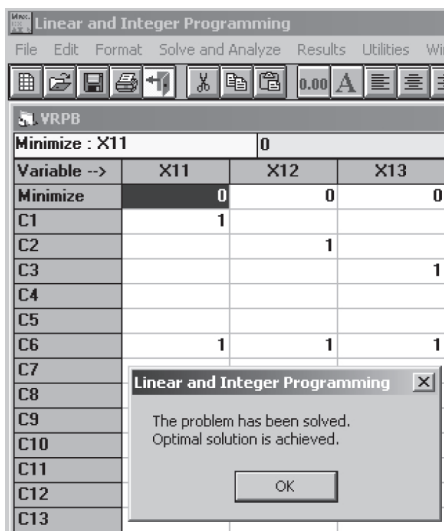 Linear and Integer Programming
File Edit Format Solve and Analyze Results Utilities
0.00 A
VRPB
Minimize : X11 0
Variable --> X11 X12 X13
Minimize 0 0 0
C1 1
C2 1
C3 1
C4
C5
C6 1 1 1
C7
C8
C9
C10
C11
C12
C13
Linear and Integer Programming
The problem has been solved.
Optimal solution is achieved.
OK